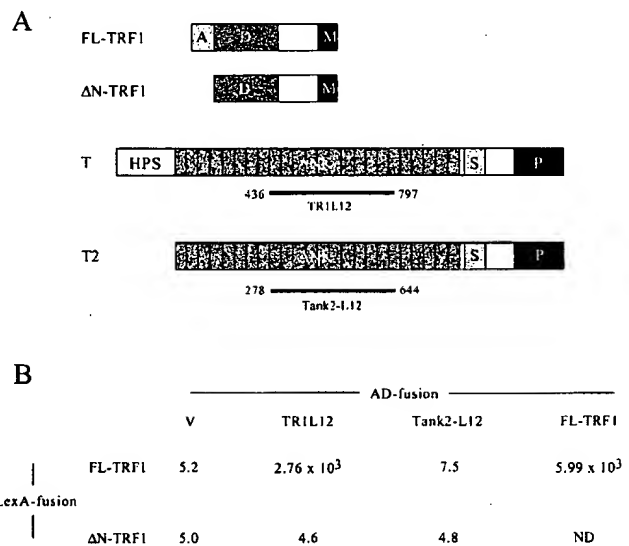 A
FL-TRF1 A D M
ΔN-TRF1 D M
T HPS ANK S P
436 797
TR1L12
T2 ANK S P
278 644
Tank2-L12
B
AD-fusion
V TR1L12 Tank2-L12 FL-TRF1
FL-TRF1 5.2 2.76 x 10³ 7.5 5.99 x 10³
LexA-fusion
ΔN-TRF1 5.0 4.6 4.8 ND